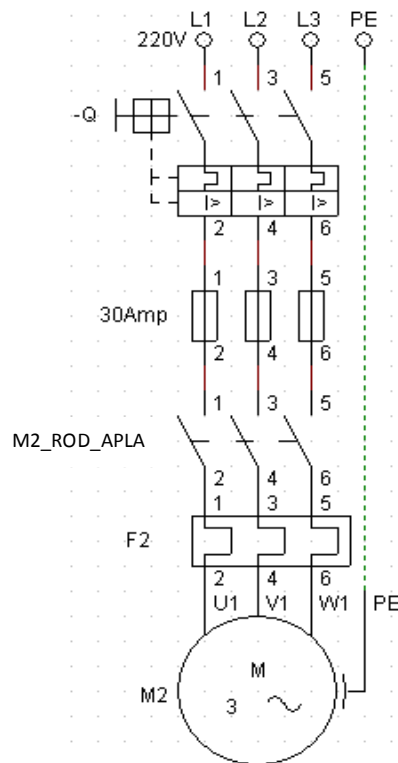 L1 L2 L3 PE
220V
1 3 5
-Q
I> I> I>
2 4 6
1 3 5
30Amp
2 4 6
1 3 5
M2_ROD_APLA
2 4 6
1 3 5
F2
2 4 6
U1 V1 W1 PE
M
M2
3